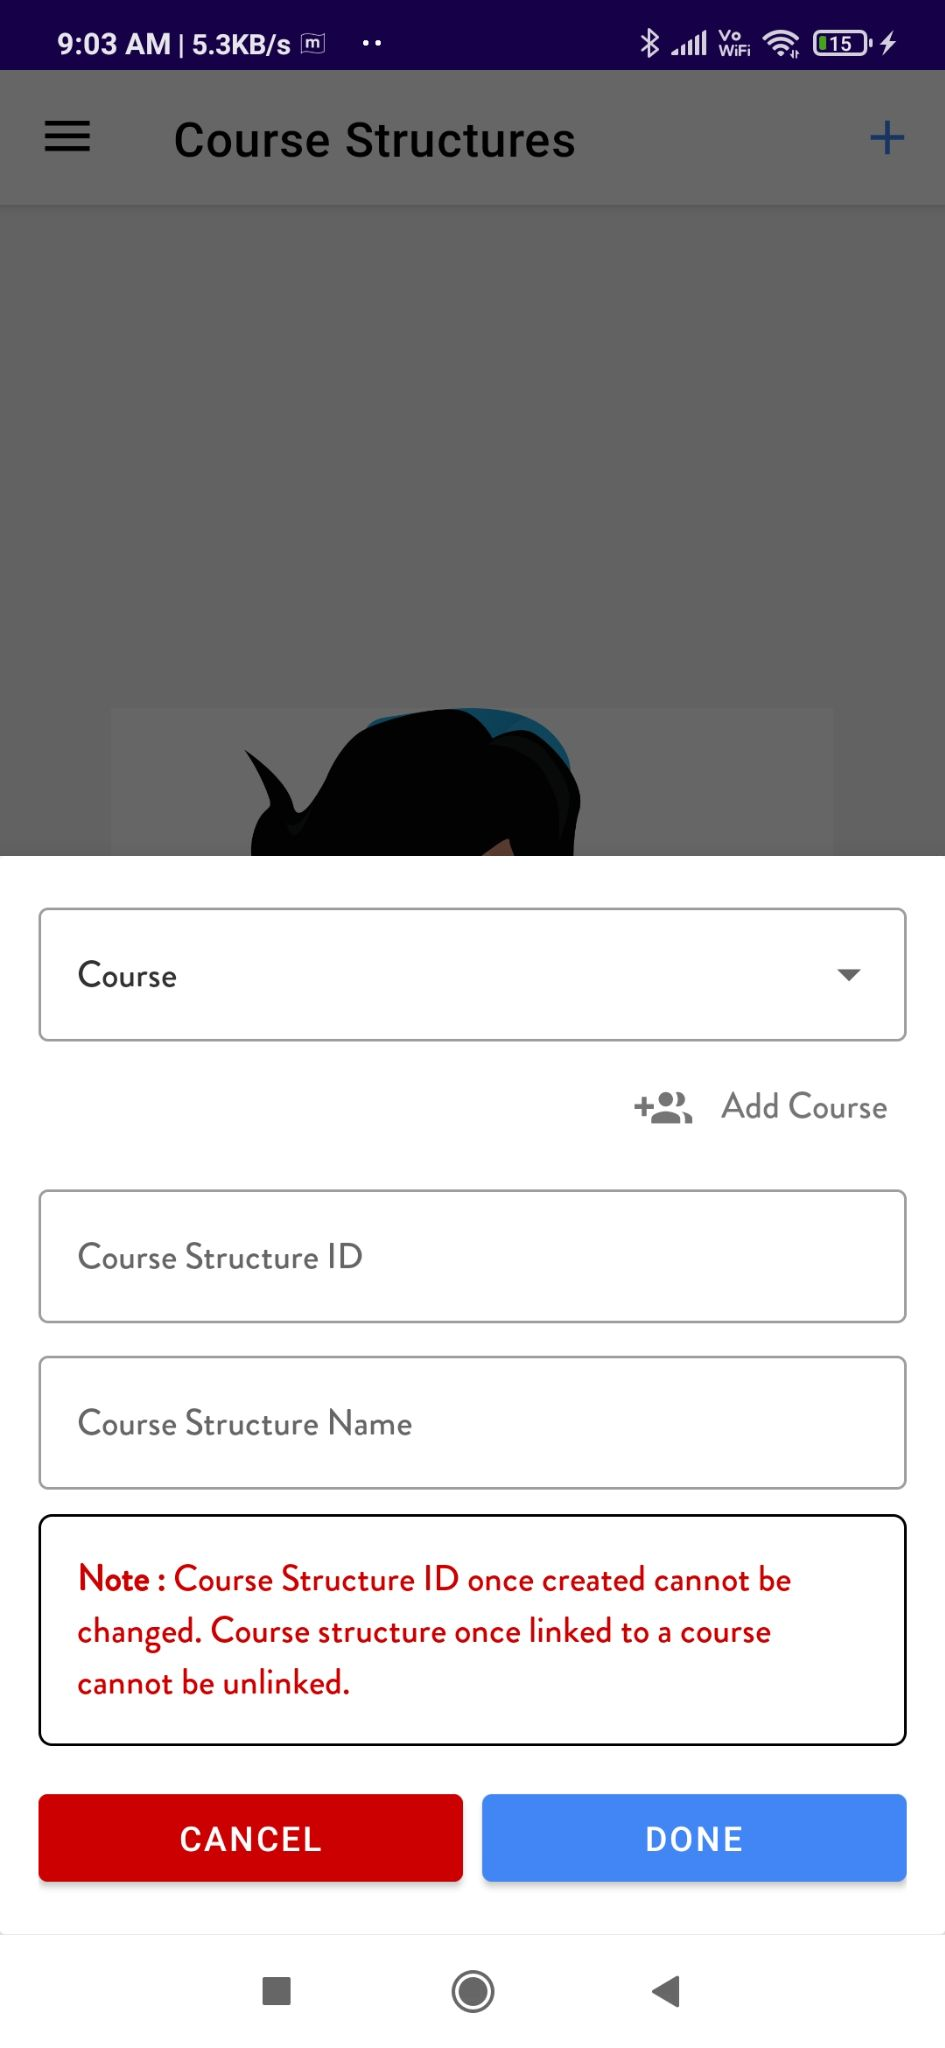 9:03 AM | 5.3KB/s m
Vo
WiFi
15
Course Structures
Course
Add Course
Course Structure ID
Course Structure Name
Note : Course Structure ID once created cannot be
changed. Course structure once linked to a course
cannot be unlinked.
CANCEL
DONE